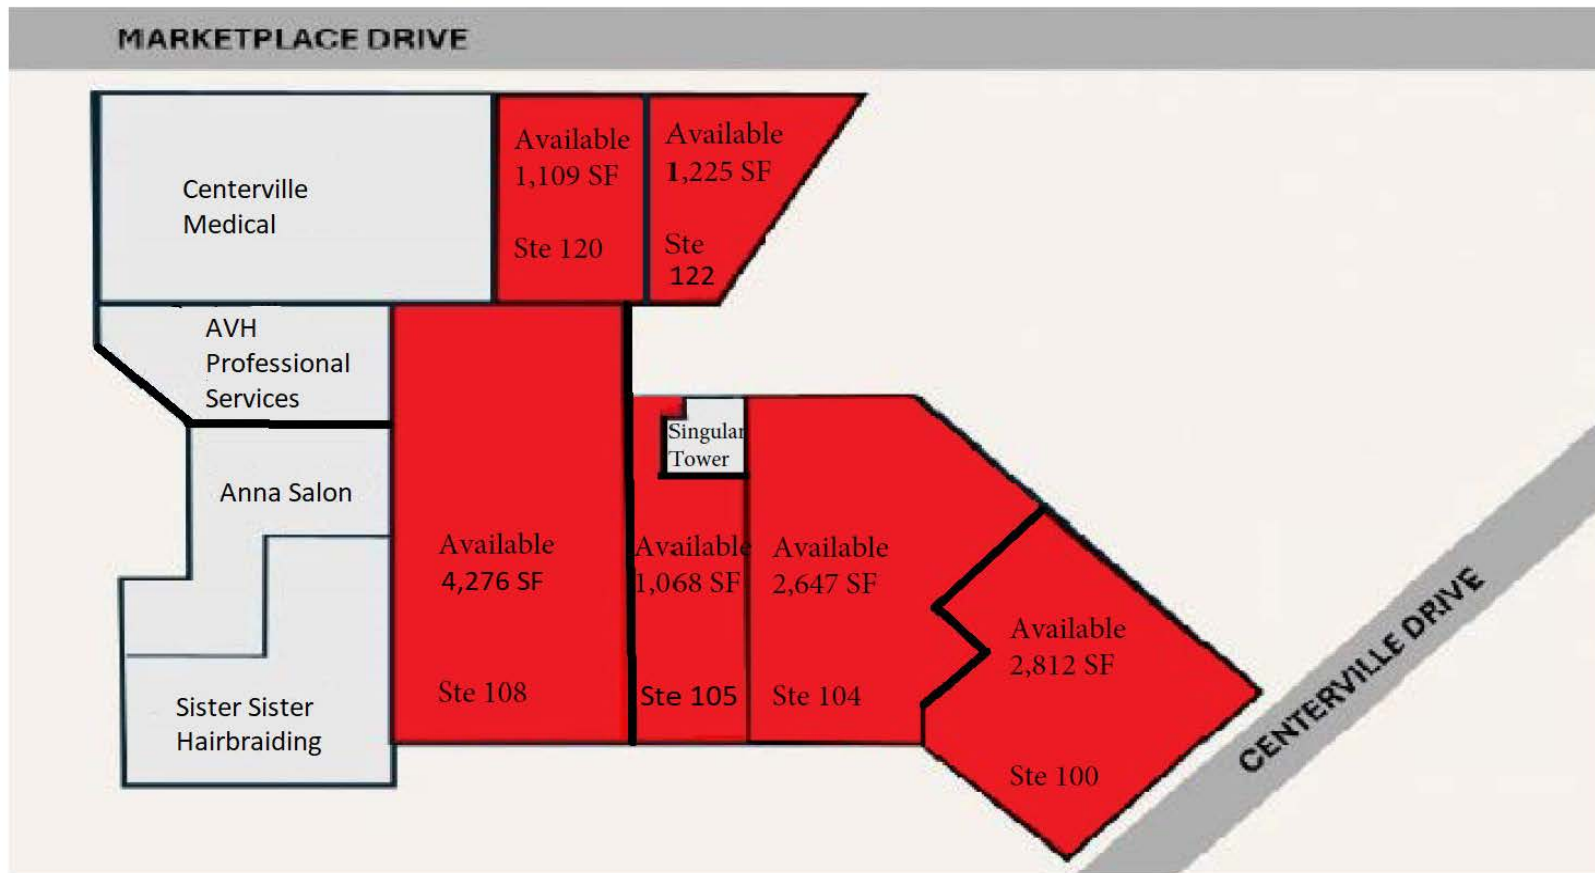 MARKETPLACE DRIVE
Centerville
Medical
Available
1,109 SF
Ste 120
Available
1,225 SF
Ste
122
AVH
Professional
Services
Anna Salon
Sister Sister
Hairbraiding
Available
4,276 SF
Ste 108
Singular
Tower
Available
1,068 SF
Ste 105
Available
2,647 SF
Ste 104
Available
2,812 SF
Ste 100
CENTERVILLE DRIVE